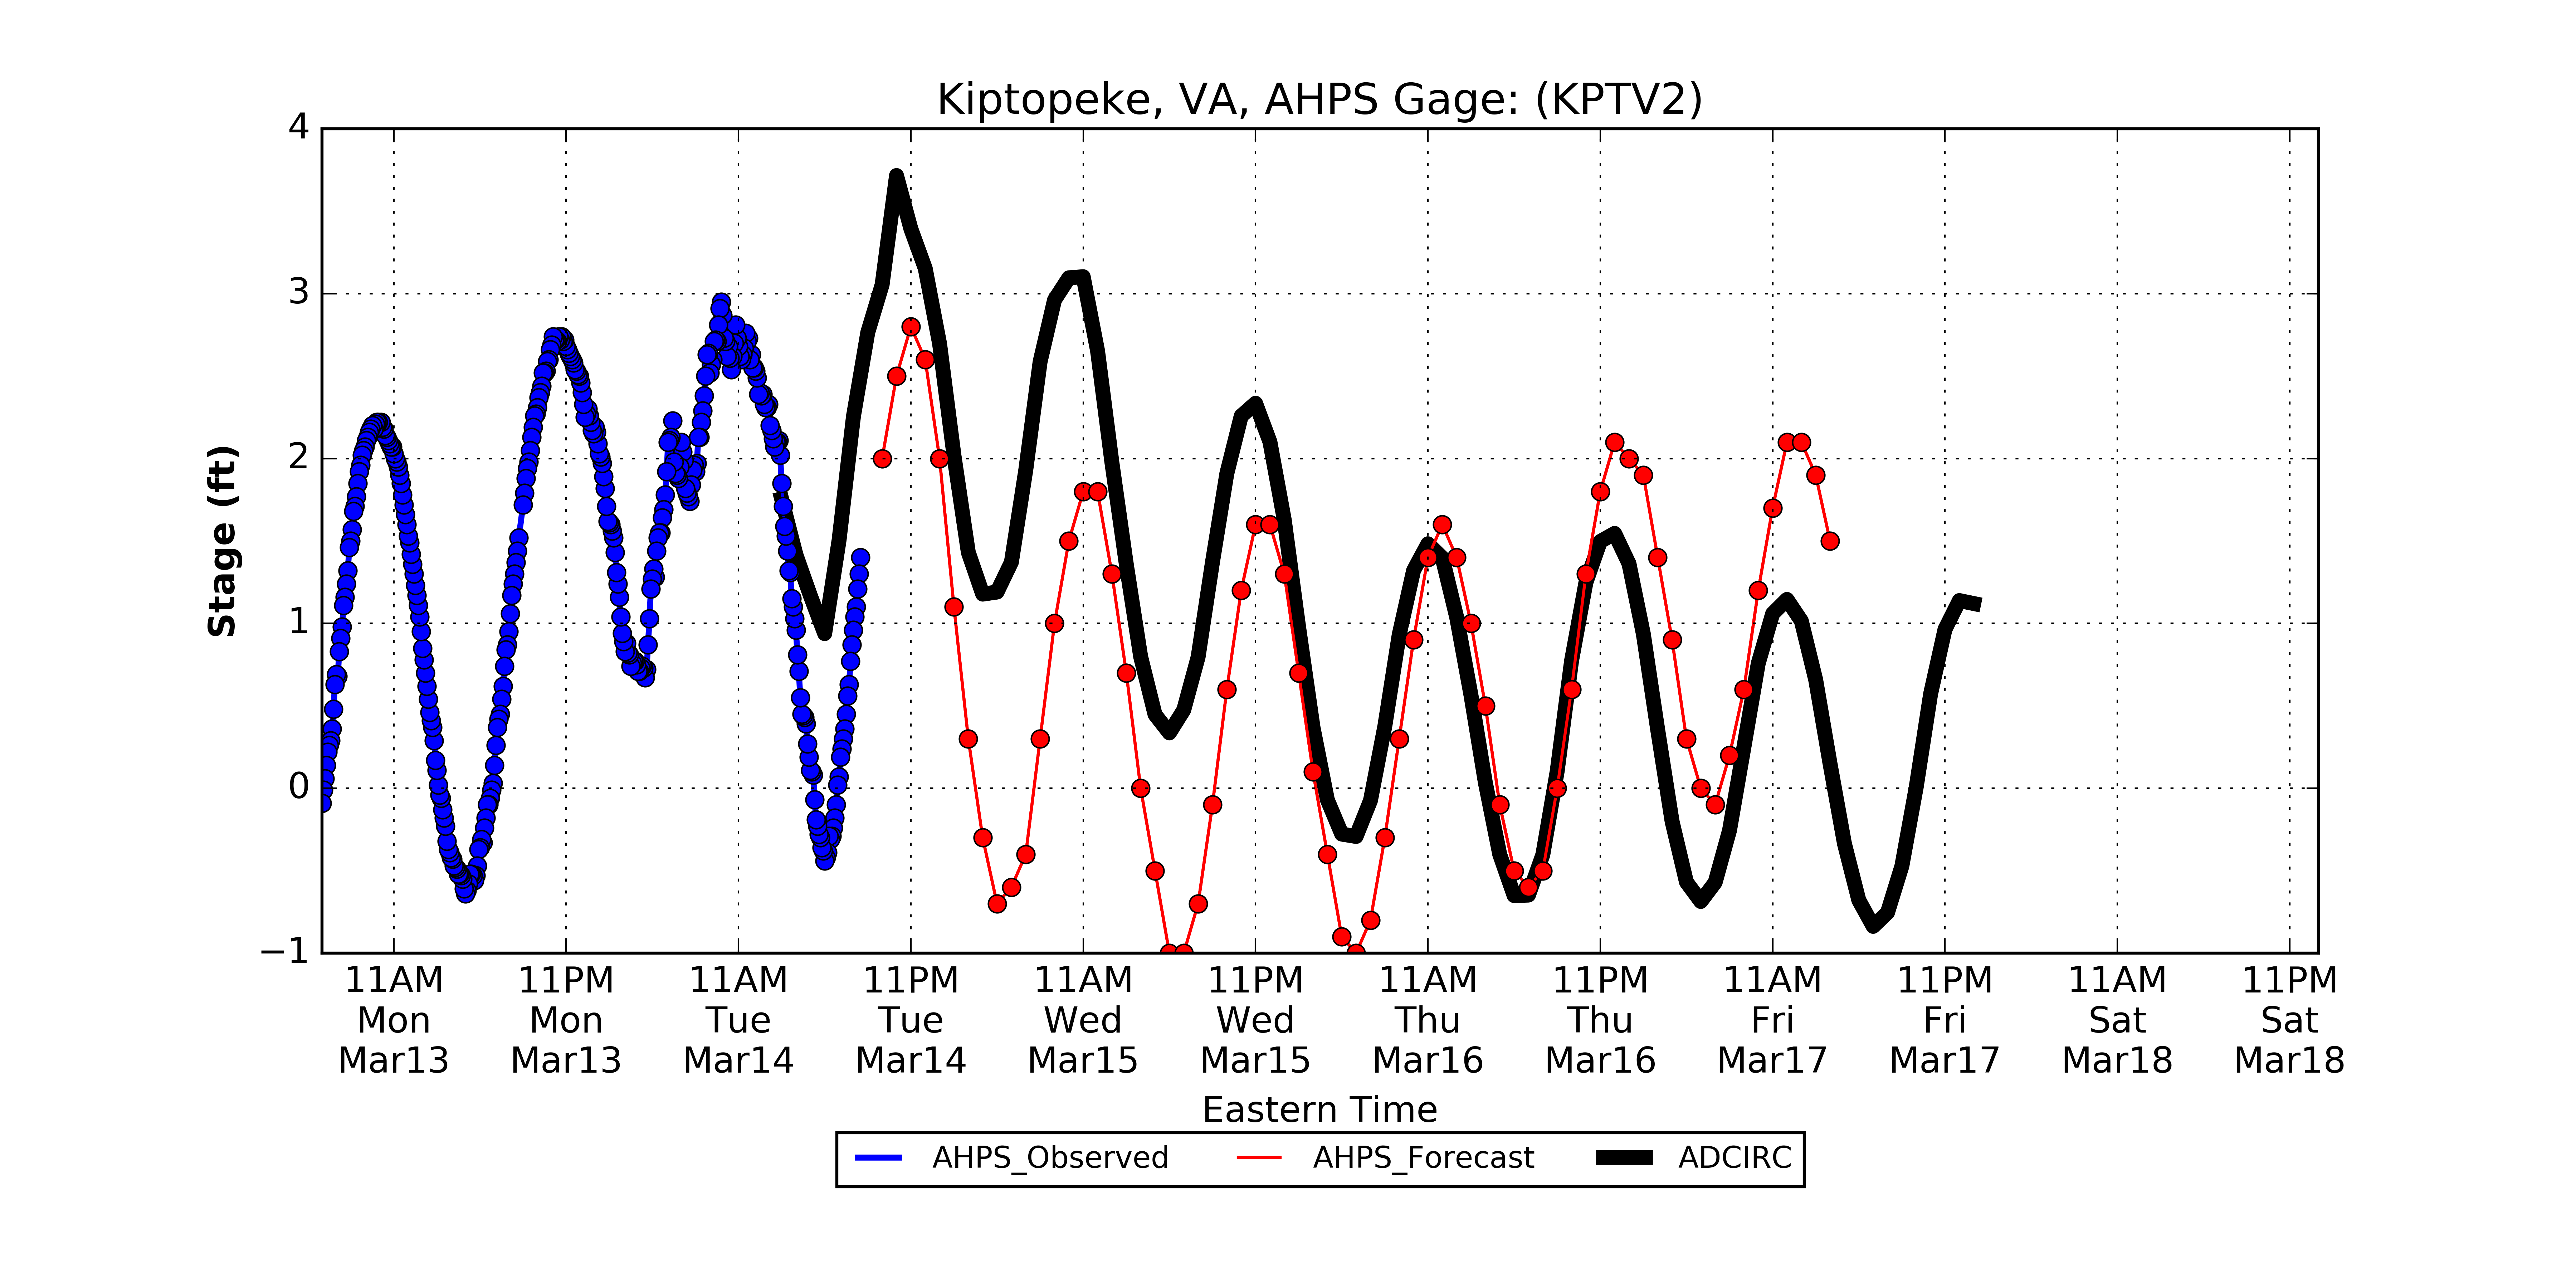 Kiptopeke, VA, AHPS Gage: (KPTV2)
4
3
2
1
0
−1
Stage (ft)
11AM 11PM 11AM 11PM 11AM 11PM 11AM 11PM 11AM 11PM 11AM 11PM
Mon Mon Tue Tue Wed Wed Thu Thu Fri Fri Sat Sat
Mar13 Mar13 Mar14 Mar14 Mar15 Mar15 Mar16 Mar16 Mar17 Mar17 Mar18 Mar18
Eastern Time
AHPS_Observed AHPS_Forecast ADCIRC